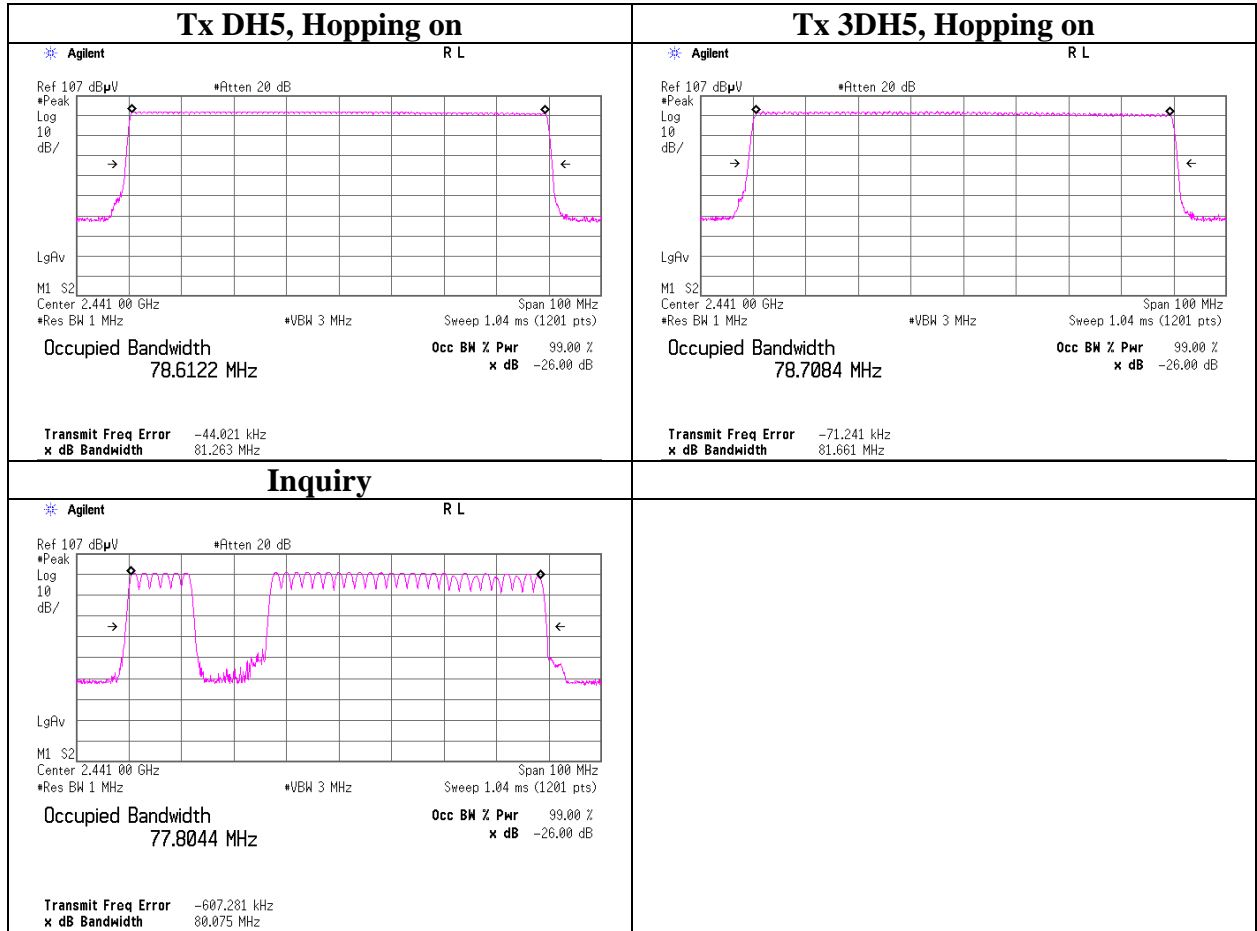 Tx DH5, Hopping on
Agilent R L
Ref 107 dBµV #Atten 20 dB
#Peak
Log
10
dB/
LgAv
M1 S2
Center 2.441 00 GHz Span 100 MHz
#Res BW 1 MHz #VBW 3 MHz Sweep 1.04 ms (1201 pts)
Occupied Bandwidth Occ BW % Pwr 99.00 %
78.6122 MHz x dB -26.00 dB
Transmit Freq Error -44.021 kHz
x dB Bandwidth 81.263 MHz
Tx 3DH5, Hopping on
Agilent R L
Ref 107 dBµV #Atten 20 dB
#Peak
Log
10
dB/
LgAv
M1 S2
Center 2.441 00 GHz Span 100 MHz
#Res BW 1 MHz #VBW 3 MHz Sweep 1.04 ms (1201 pts)
Occupied Bandwidth Occ BW % Pwr 99.00 %
78.7084 MHz x dB -26.00 dB
Transmit Freq Error -71.241 kHz
x dB Bandwidth 81.661 MHz
Inquiry
Agilent R L
Ref 107 dBµV #Atten 20 dB
#Peak
Log
10
dB/
LgAv
M1 S2
Center 2.441 00 GHz Span 100 MHz
#Res BW 1 MHz #VBW 3 MHz Sweep 1.04 ms (1201 pts)
Occupied Bandwidth Occ BW % Pwr 99.00 %
77.8044 MHz x dB -26.00 dB
Transmit Freq Error -607.281 kHz
x dB Bandwidth 80.075 MHz